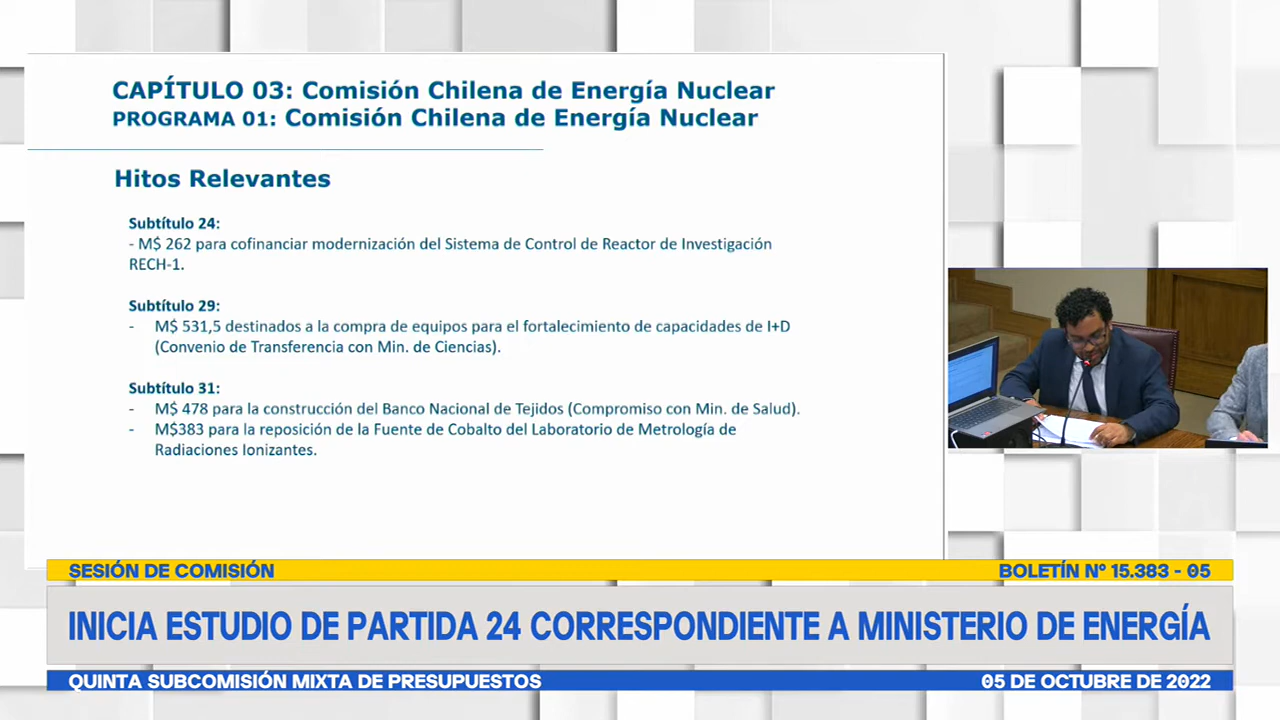 CAPÍTULO 03: Comisión Chilena de Energía Nuclear
PROGRAMA 01: Comisión Chilena de Energía Nuclear
Hitos Relevantes
Subtítulo 24:
- M$ 262 para cofinanciar modernización del Sistema de Control de Reactor de Investigación
RECH-1.
Subtítulo 29:
- M$ 531,5 destinados a la compra de equipos para el fortalecimiento de capacidades de I+D
(Convenio de Transferencia con Min. de Ciencias).
Subtítulo 31:
- M$ 478 para la construcción del Banco Nacional de Tejidos (Compromiso con Min. de Salud).
- M$383 para la reposición de la Fuente de Cobalto del Laboratorio de Metrología de
Radiaciones Ionizantes.
SESIÓN DE COMISIÓN
BOLETÍN N° 15.383 - 05
INICIA ESTUDIO DE PARTIDA 24 CORRESPONDIENTE A MINISTERIO DE ENERGÍA
QUINTA SUBCOMISIÓN MIXTA DE PRESUPUESTOS
05 DE OCTUBRE DE 2022